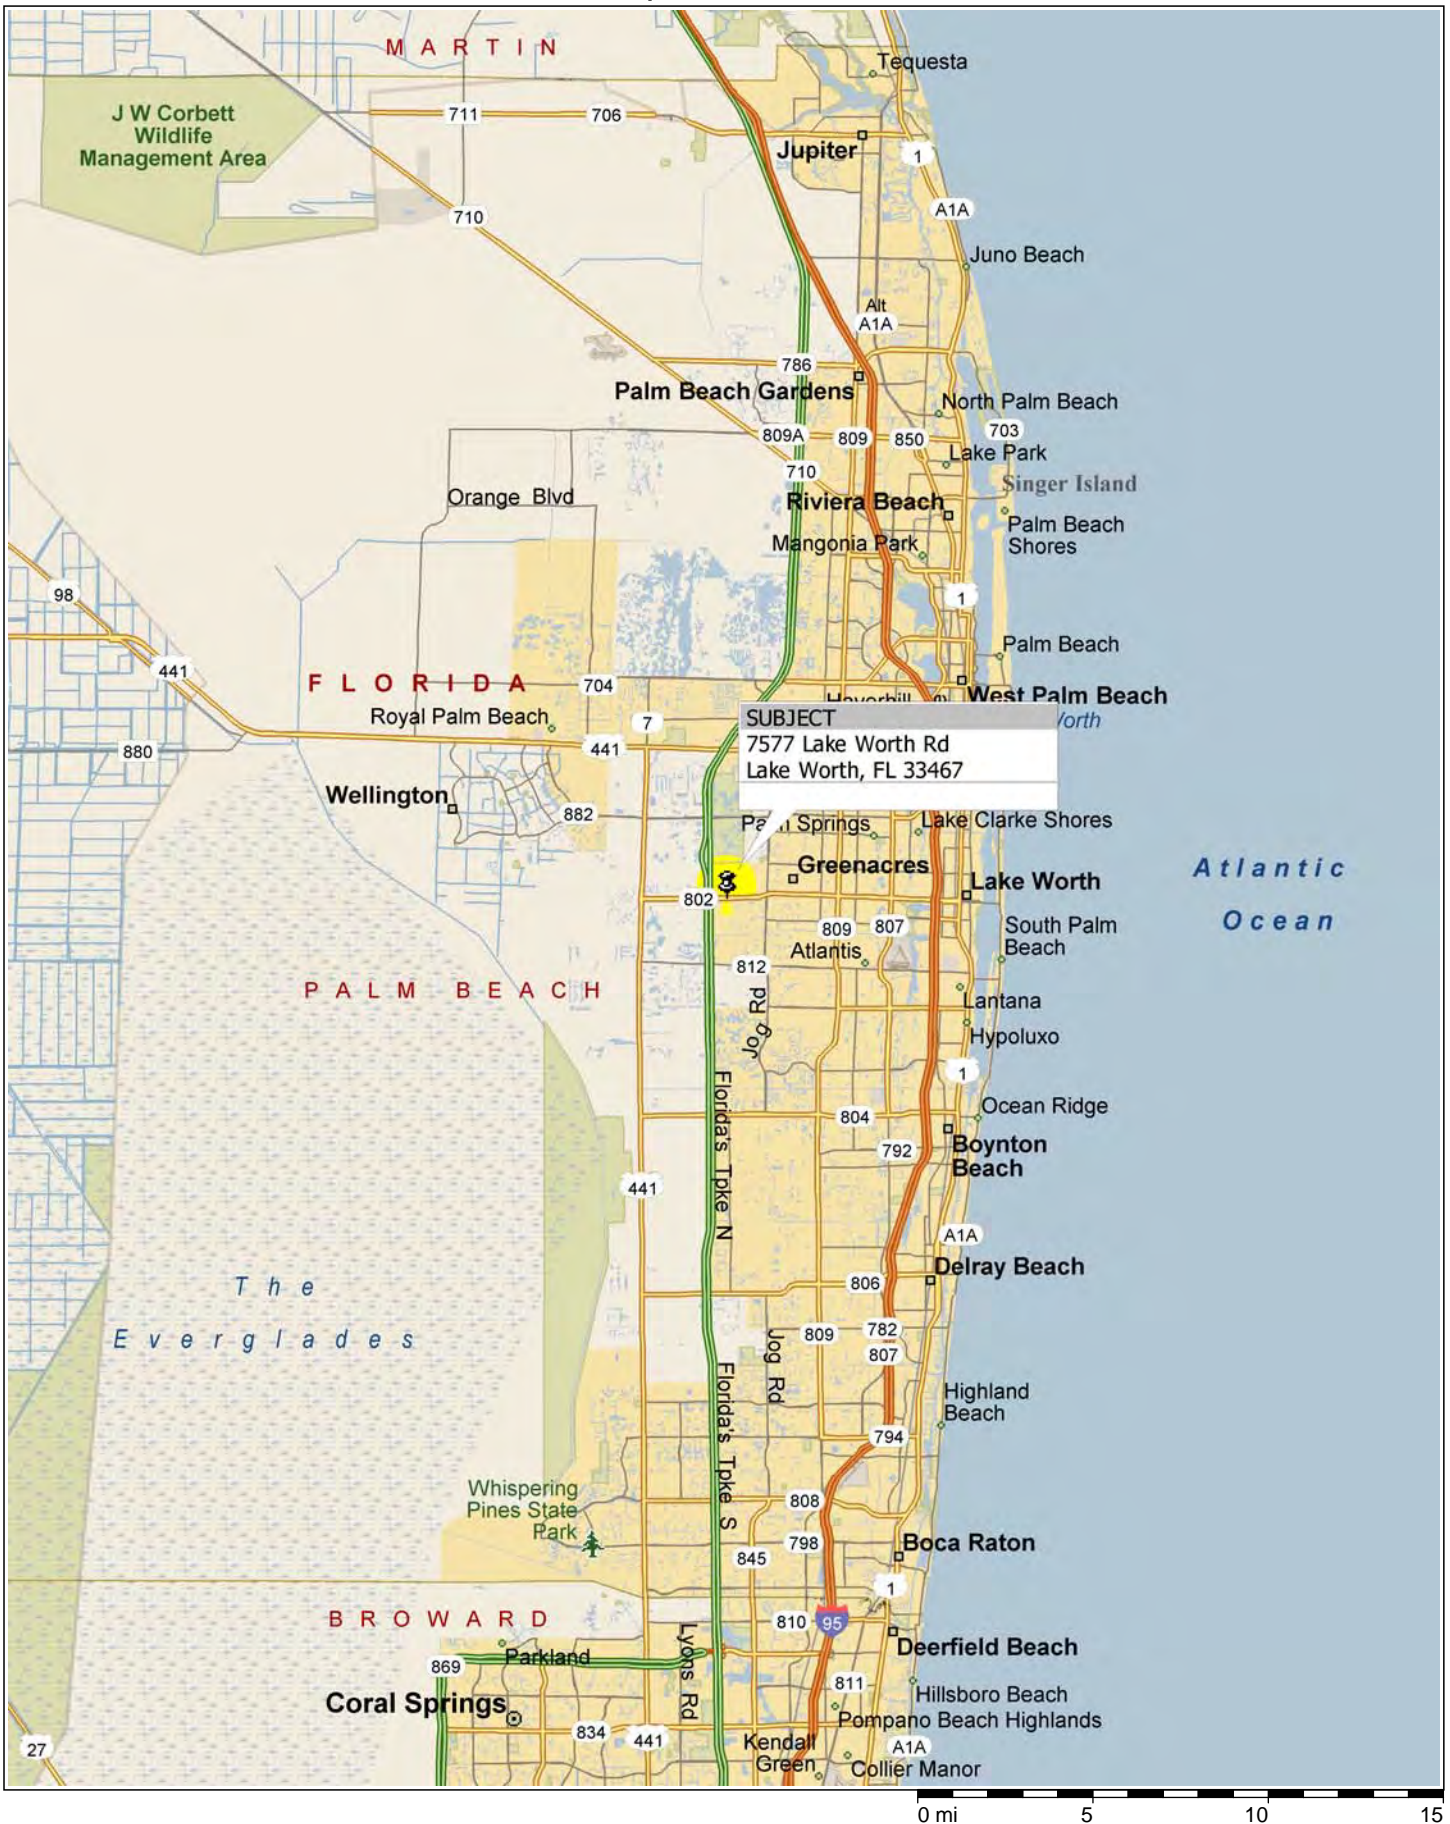 MARTIN
Tequesta
J W Corbett
Wildlife
Management Area
711
706
Jupiter
1
710
A1A
Juno Beach
Alt
A1A
786
Palm Beach Gardens
North Palm Beach
809A
809
850
703
Lake Park
710
Singer Island
Orange Blvd
Riviera Beach
Palm Beach
Shores
Mangonia Park
98
1
Palm Beach
441
FLORIDA
704
West Palm Beach
Royal Palm Beach
7
SUBJECT
7577 Lake Worth Rd
Lake Worth, FL 33467
880
441
Wellington
882
Palm Springs
Lake Clarke Shores
Greenacres
Atlantic
Ocean
Lake Worth
802
809
807
South Palm
Beach
Atlantis
812
PALM BEACH
Jog Rd
Lantana
Hypoluxo
1
Florida's Tpke N
Ocean Ridge
804
792
Boynton
Beach
441
A1A
Delray Beach
The
Everglades
806
809
782
807
Jog Rd
Florida's Tpke S
Highland
Beach
794
Whispering
Pines State
Park
808
798
845
Boca Raton
1
BROWARD
810
95
Deerfield Beach
Lyons Rd
Parkland
869
811
Hillsboro Beach
Coral Springs
Pompano Beach Highlands
834
441
27
Kendall
Green
A1A
Collier Manor
0 mi
5
10
15